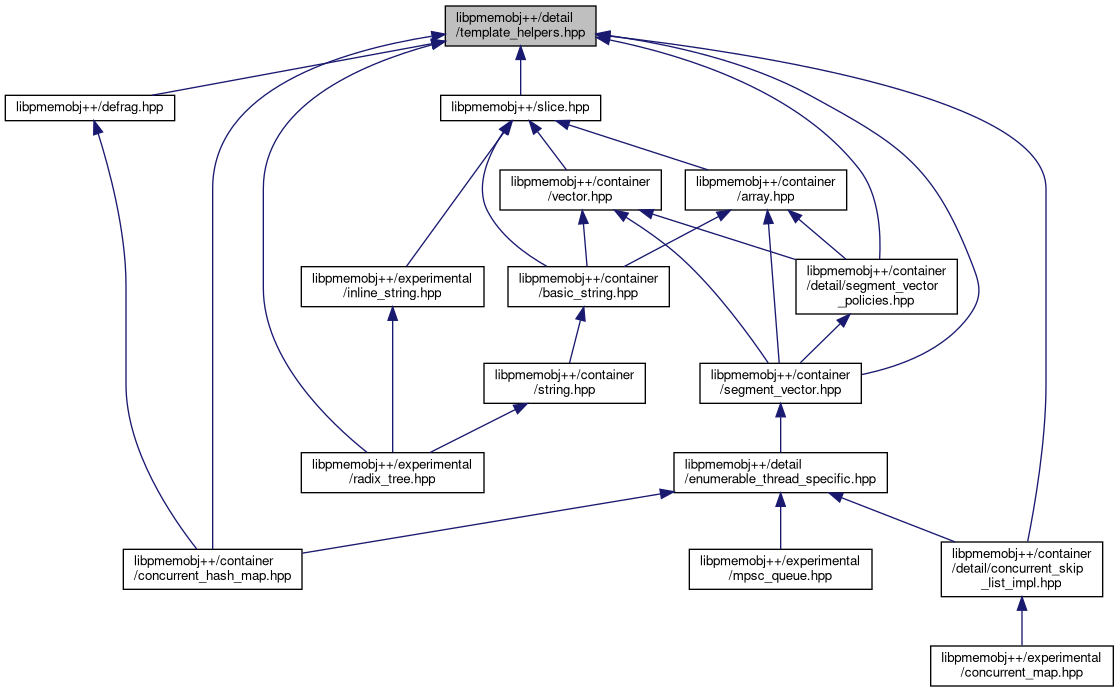 libpmemobj++/detail
/template_helpers.hpp
libpmemobj++/defrag.hpp
libpmemobj++/slice.hpp
libpmemobj++/container
/vector.hpp
libpmemobj++/container
/array.hpp
libpmemobj++/experimental
/inline_string.hpp
libpmemobj++/container
/basic_string.hpp
libpmemobj++/container
/detail/segment_vector
_policies.hpp
libpmemobj++/container
/string.hpp
libpmemobj++/container
/segment_vector.hpp
libpmemobj++/experimental
/radix_tree.hpp
libpmemobj++/detail
/enumerable_thread_specific.hpp
libpmemobj++/container
/concurrent_hash_map.hpp
libpmemobj++/experimental
/mpsc_queue.hpp
libpmemobj++/container
/detail/concurrent_skip
_list_impl.hpp
libpmemobj++/experimental
/concurrent_map.hpp